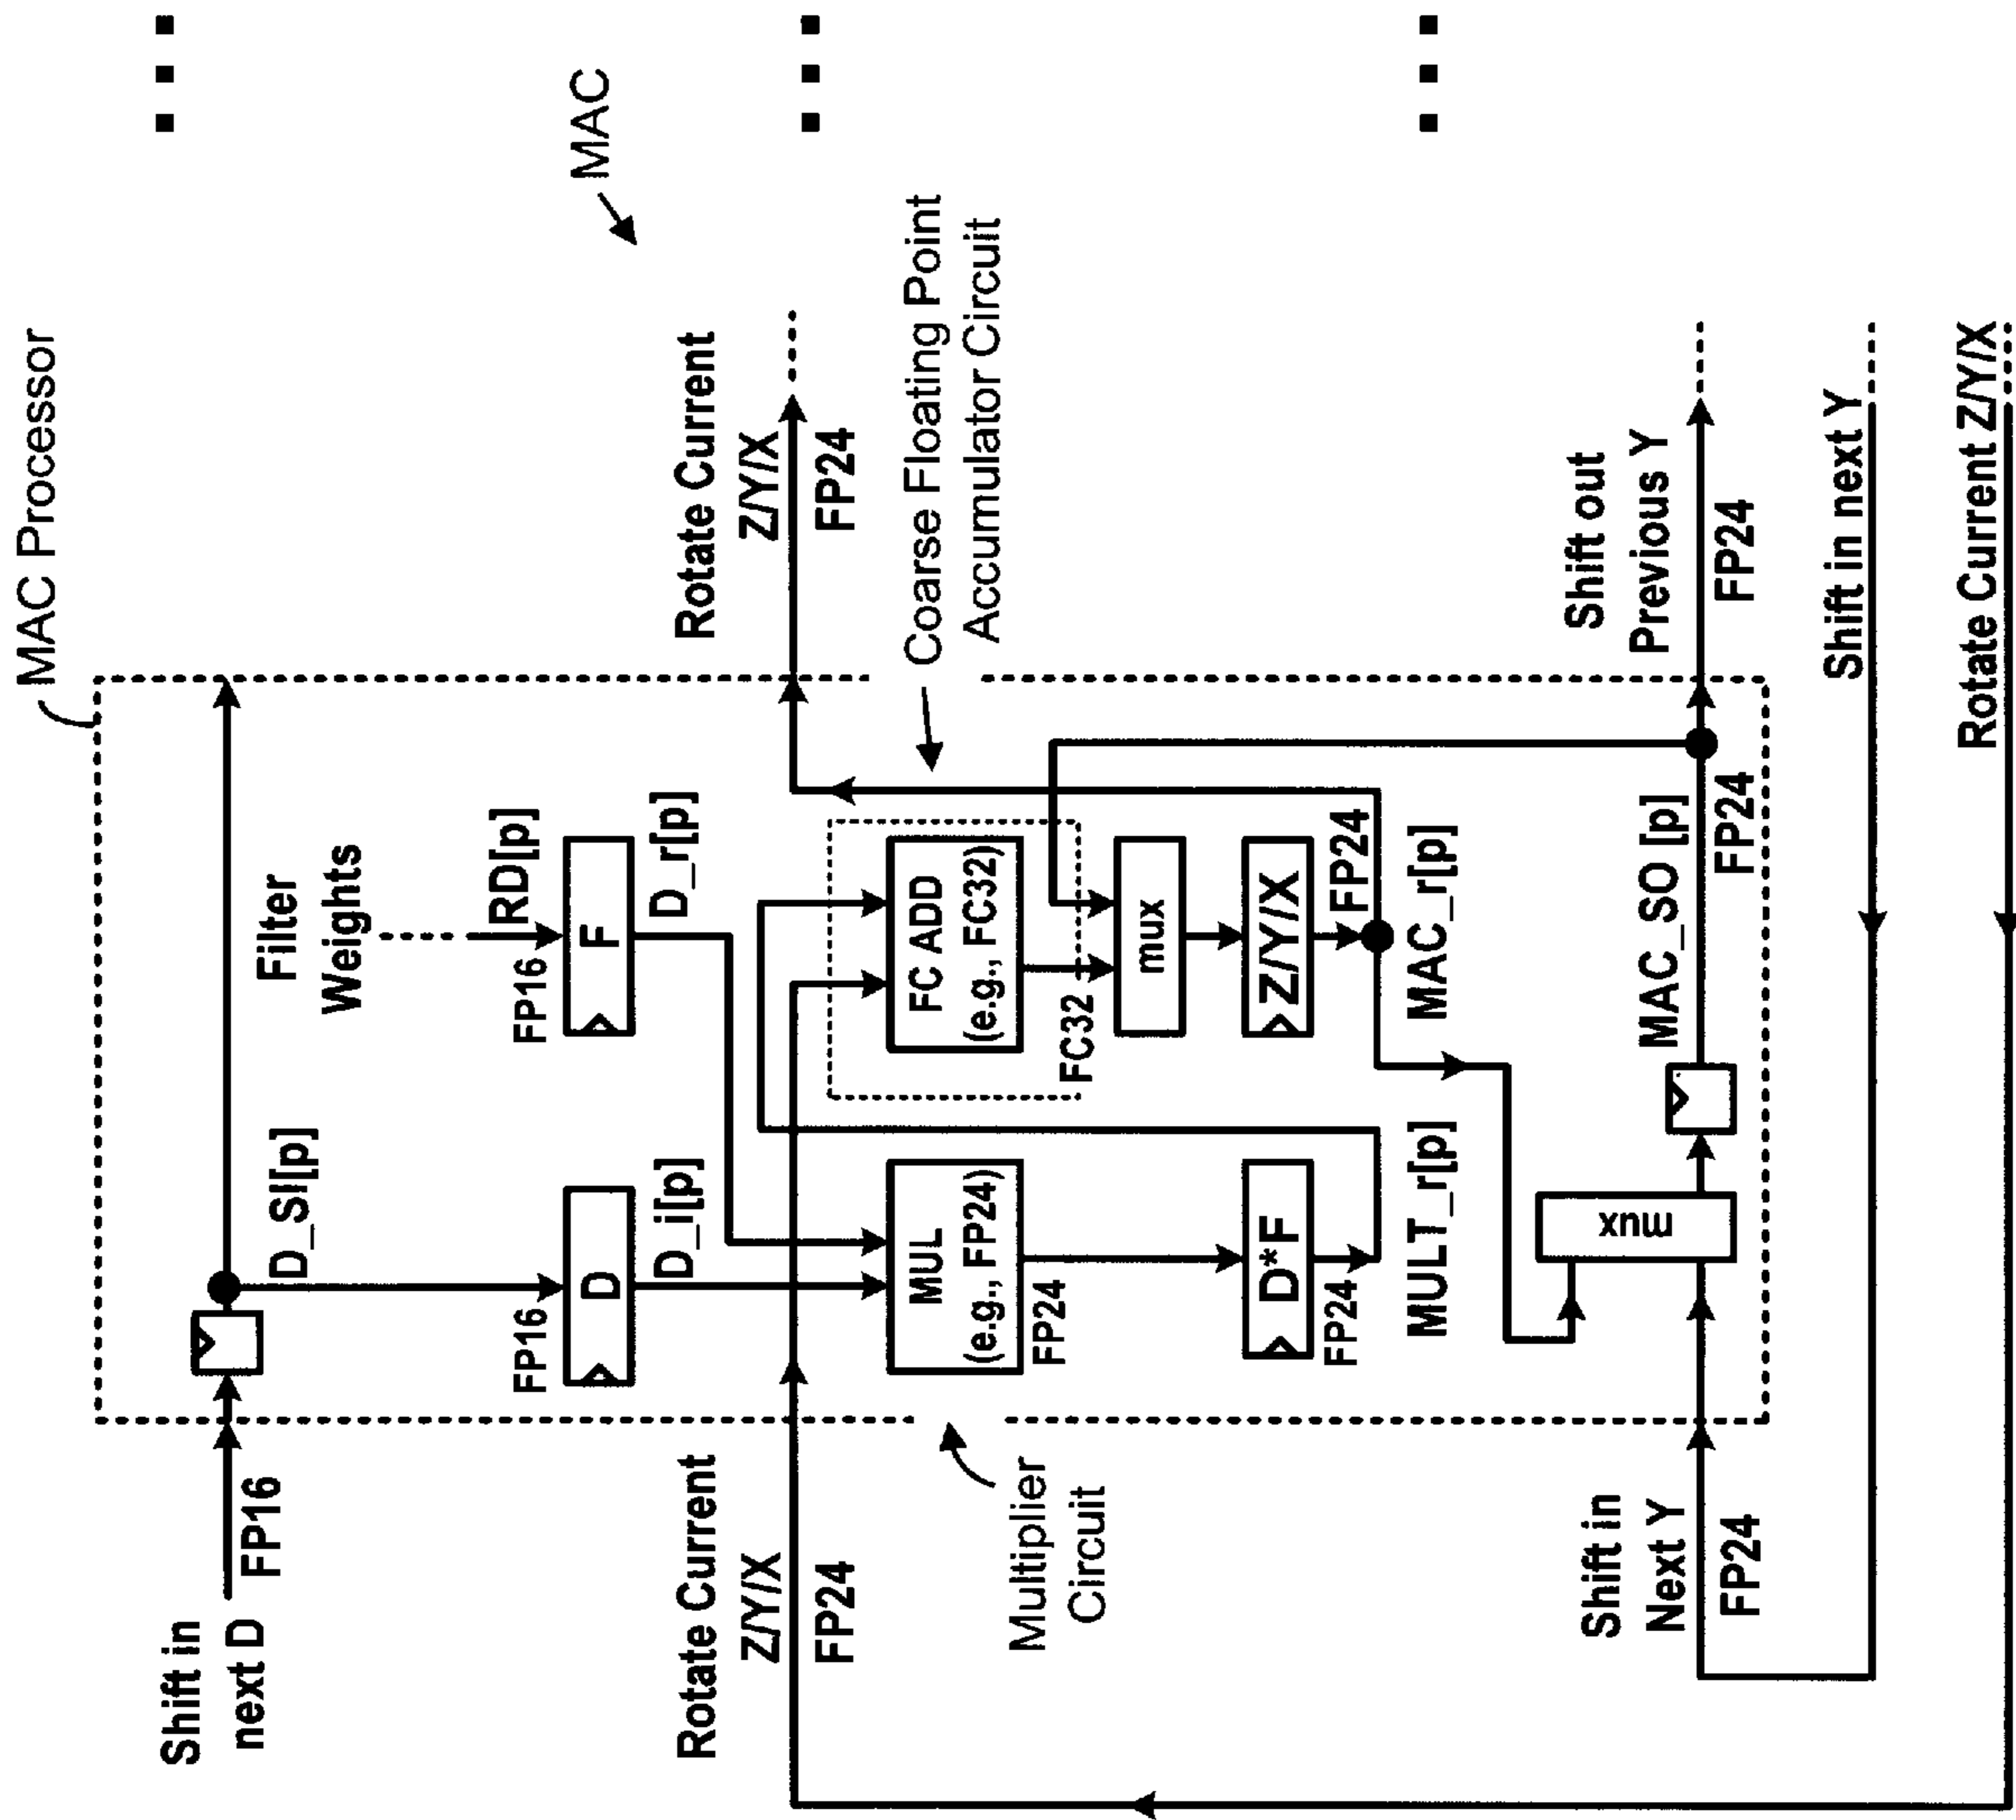 MAC Processor
Shift in
next D
FP16
D_SI[p]
Filter
Weights
RD[p]
FP16
D
D_i[p]
FP16
F
D_r[p]
MAC
Rotate Current
Z/Y/X
FP24
Rotate Current
Z/Y/X
FP24
MUL
(e.g., FP24)
FP24
FC ADD
(e.g., FC32)
FC32
Coarse Floating Point
Accumulator Circuit
Multiplier
Circuit
mux
D*F
FP24
MULT_r[p]
Z/Y/X
FP24
MAC_r[p]
Shift in
Next Y
FP24
mux
MAC_SO [p]
FP24
Shift out
Previous Y
FP24
Shift in next Y
Rotate Current Z/Y/X